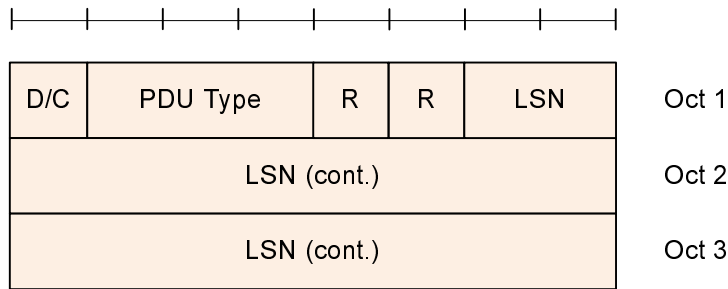 D/C PDU Type R R LSN Oct 1
LSN (cont.) Oct 2
LSN (cont.) Oct 3